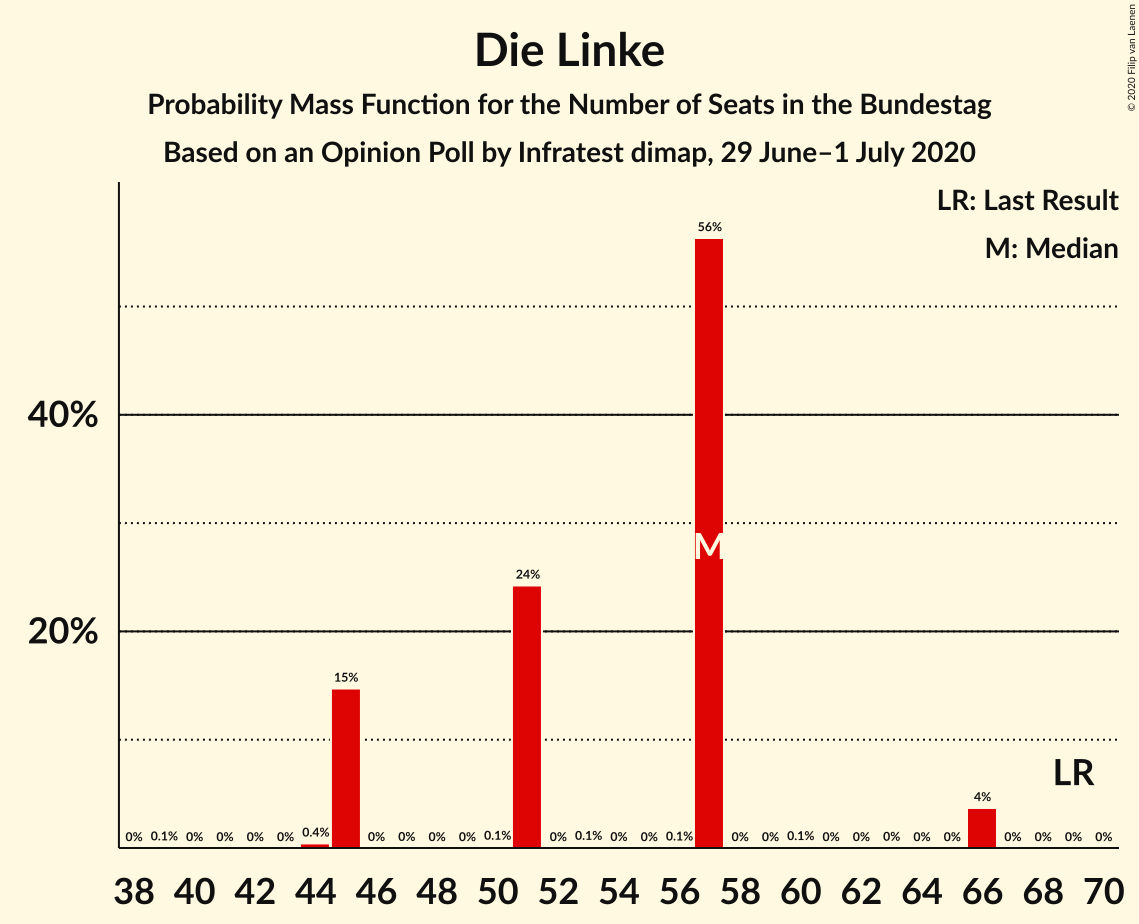 Die Linke
Probability Mass Function for the Number of Seats in the Bundestag
Based on an Opinion Poll by Infratest dimap, 29 June–1 July 2020
© 2020 Filip van Laenen
LR: Last Result
M: Median
56%
40%
M
24%
20%
15%
LR
4%
0% 0.1% 0% 0% 0% 0% 0.4% 0% 0% 0% 0% 0.1% 0% 0.1% 0% 0% 0.1% 0% 0% 0.1% 0% 0% 0% 0% 0% 0% 0% 0% 0%
38 40 42 44 46 48 50 52 54 56 58 60 62 64 66 68 70